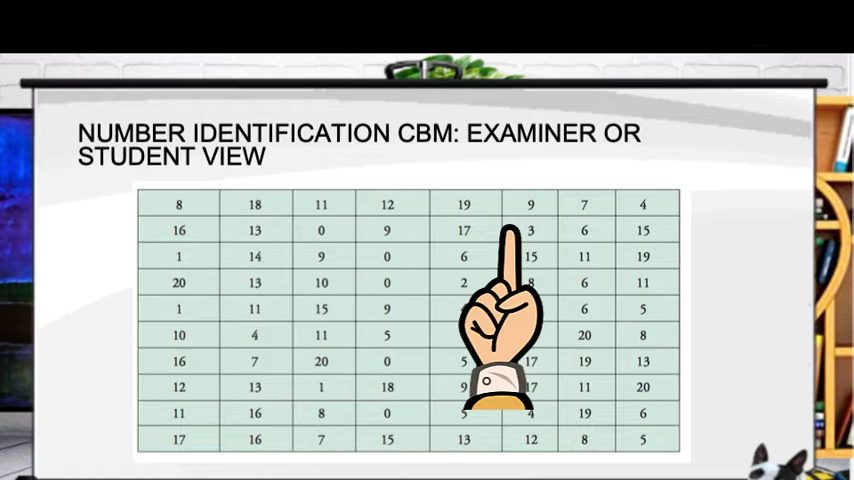 NUMBER IDENTIFICATION CBM: EXAMINER OR
STUDENT VIEW
8 18 11 12 19 9 7 4
16 13 0 9 17 3 6 15
1 14 9 0 6 15 11 19
20 13 10 0 2 8 6 11
1 11 15 9 6 5
10 4 11 5 20 8
16 7 20 0 5 17 19 13
12 13 1 18 9 17 11 20
11 16 8 0 5 4 19 6
17 16 7 15 13 12 8 5